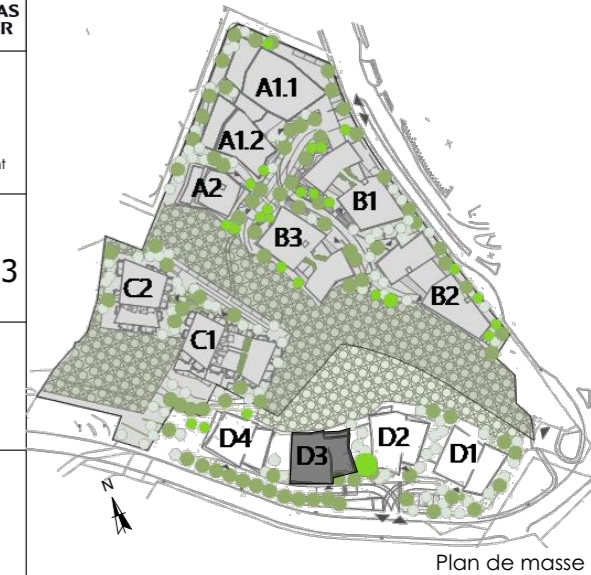 AS
R
A1.1
A1.2
nt
A2
B1
B3
3
C2
B2
C1
D4
D3
D2
D1
N
Plan de masse